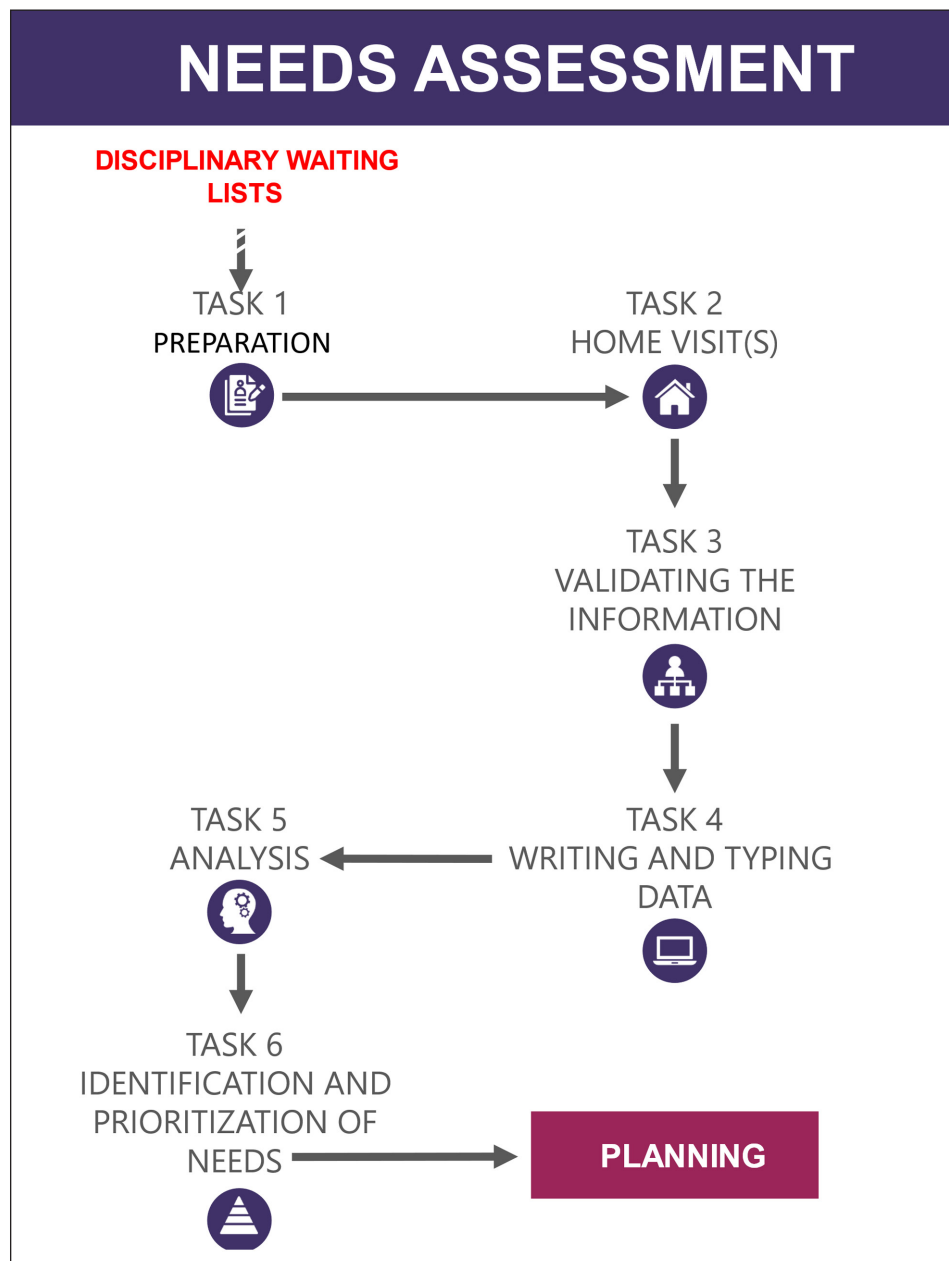 NEEDS ASSESSMENT
DISCIPLINARY WAITING
LISTS
TASK 1
PREPARATION
TASK 2
HOME VISIT(S)
TASK 3
VALIDATING THE
INFORMATION
TASK 4
WRITING AND TYPING
DATA
TASK 5
ANALYSIS
TASK 6
IDENTIFICATION AND
PRIORITIZATION OF
NEEDS
PLANNING